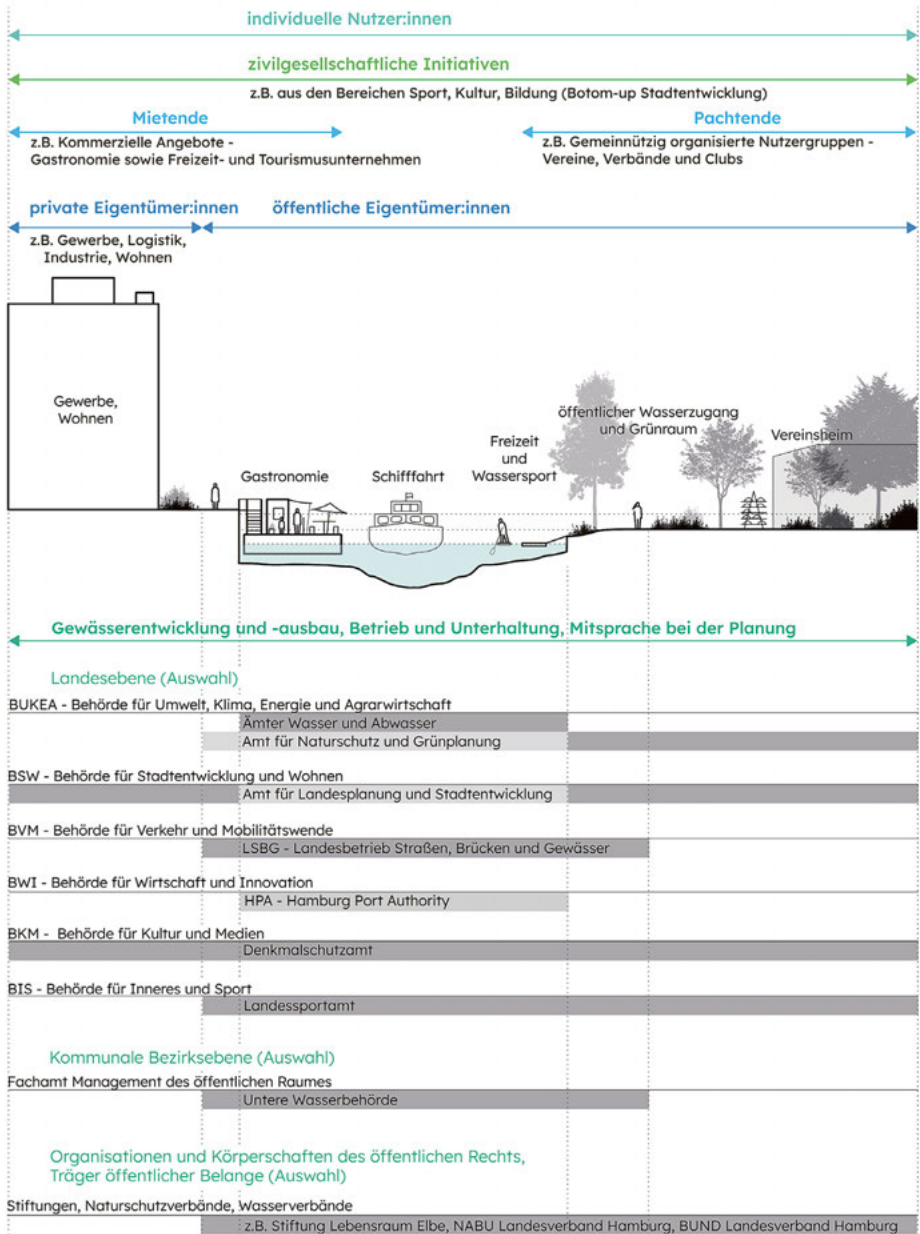 individuelle Nutzer:innen
zivilgesellschaftliche Initiativen
z.B. aus den Bereichen Sport, Kultur, Bildung (Botom-up Stadtentwicklung)
Mietende
z.B. Kommerzielle Angebote -
Gastronomie sowie Freizeit- und Tourismusunternehmen
Pachtende
z.B. Gemeinnützig organisierte Nutzergruppen -
Vereine, Verbände und Clubs
private Eigentümer:innen
öffentliche Eigentümer:innen
z.B. Gewerbe, Logistik,
Industrie, Wohnen
Gewerbe,
Wohnen
Gastronomie
Schifffahrt
Freizeit
und
Wassersport
öffentlicher Wasserzugang
und Grünraum
Vereinsheim
Gewässerentwicklung und -ausbau, Betrieb und Unterhaltung, Mitsprache bei der Planung
Landesebene (Auswahl)
BUKEA - Behörde für Umwelt, Klima, Energie und Agrarwirtschaft
Ämter Wasser und Abwasser
Amt für Naturschutz und Grünplanung
BSW - Behörde für Stadtentwicklung und Wohnen
Amt für Landesplanung und Stadtentwicklung
BVM - Behörde für Verkehr und Mobilitätswende
LSBG - Landesbetrieb Straßen, Brücken und Gewässer
BWI - Behörde für Wirtschaft und Innovation
HPA - Hamburg Port Authority
BKM - Behörde für Kultur und Medien
Denkmalschutzamt
BIS - Behörde für Inneres und Sport
Landessportamt
Kommunale Bezirksebene (Auswahl)
Fachamt Management des öffentlichen Raumes
Untere Wasserbehörde
Organisationen und Körperschaften des öffentlichen Rechts,
Träger öffentlicher Belange (Auswahl)
Stiftungen, Naturschutzverbände, Wasserverbände
z.B. Stiftung Lebensraum Elbe, NABU Landesverband Hamburg, BUND Landesverband Hamburg